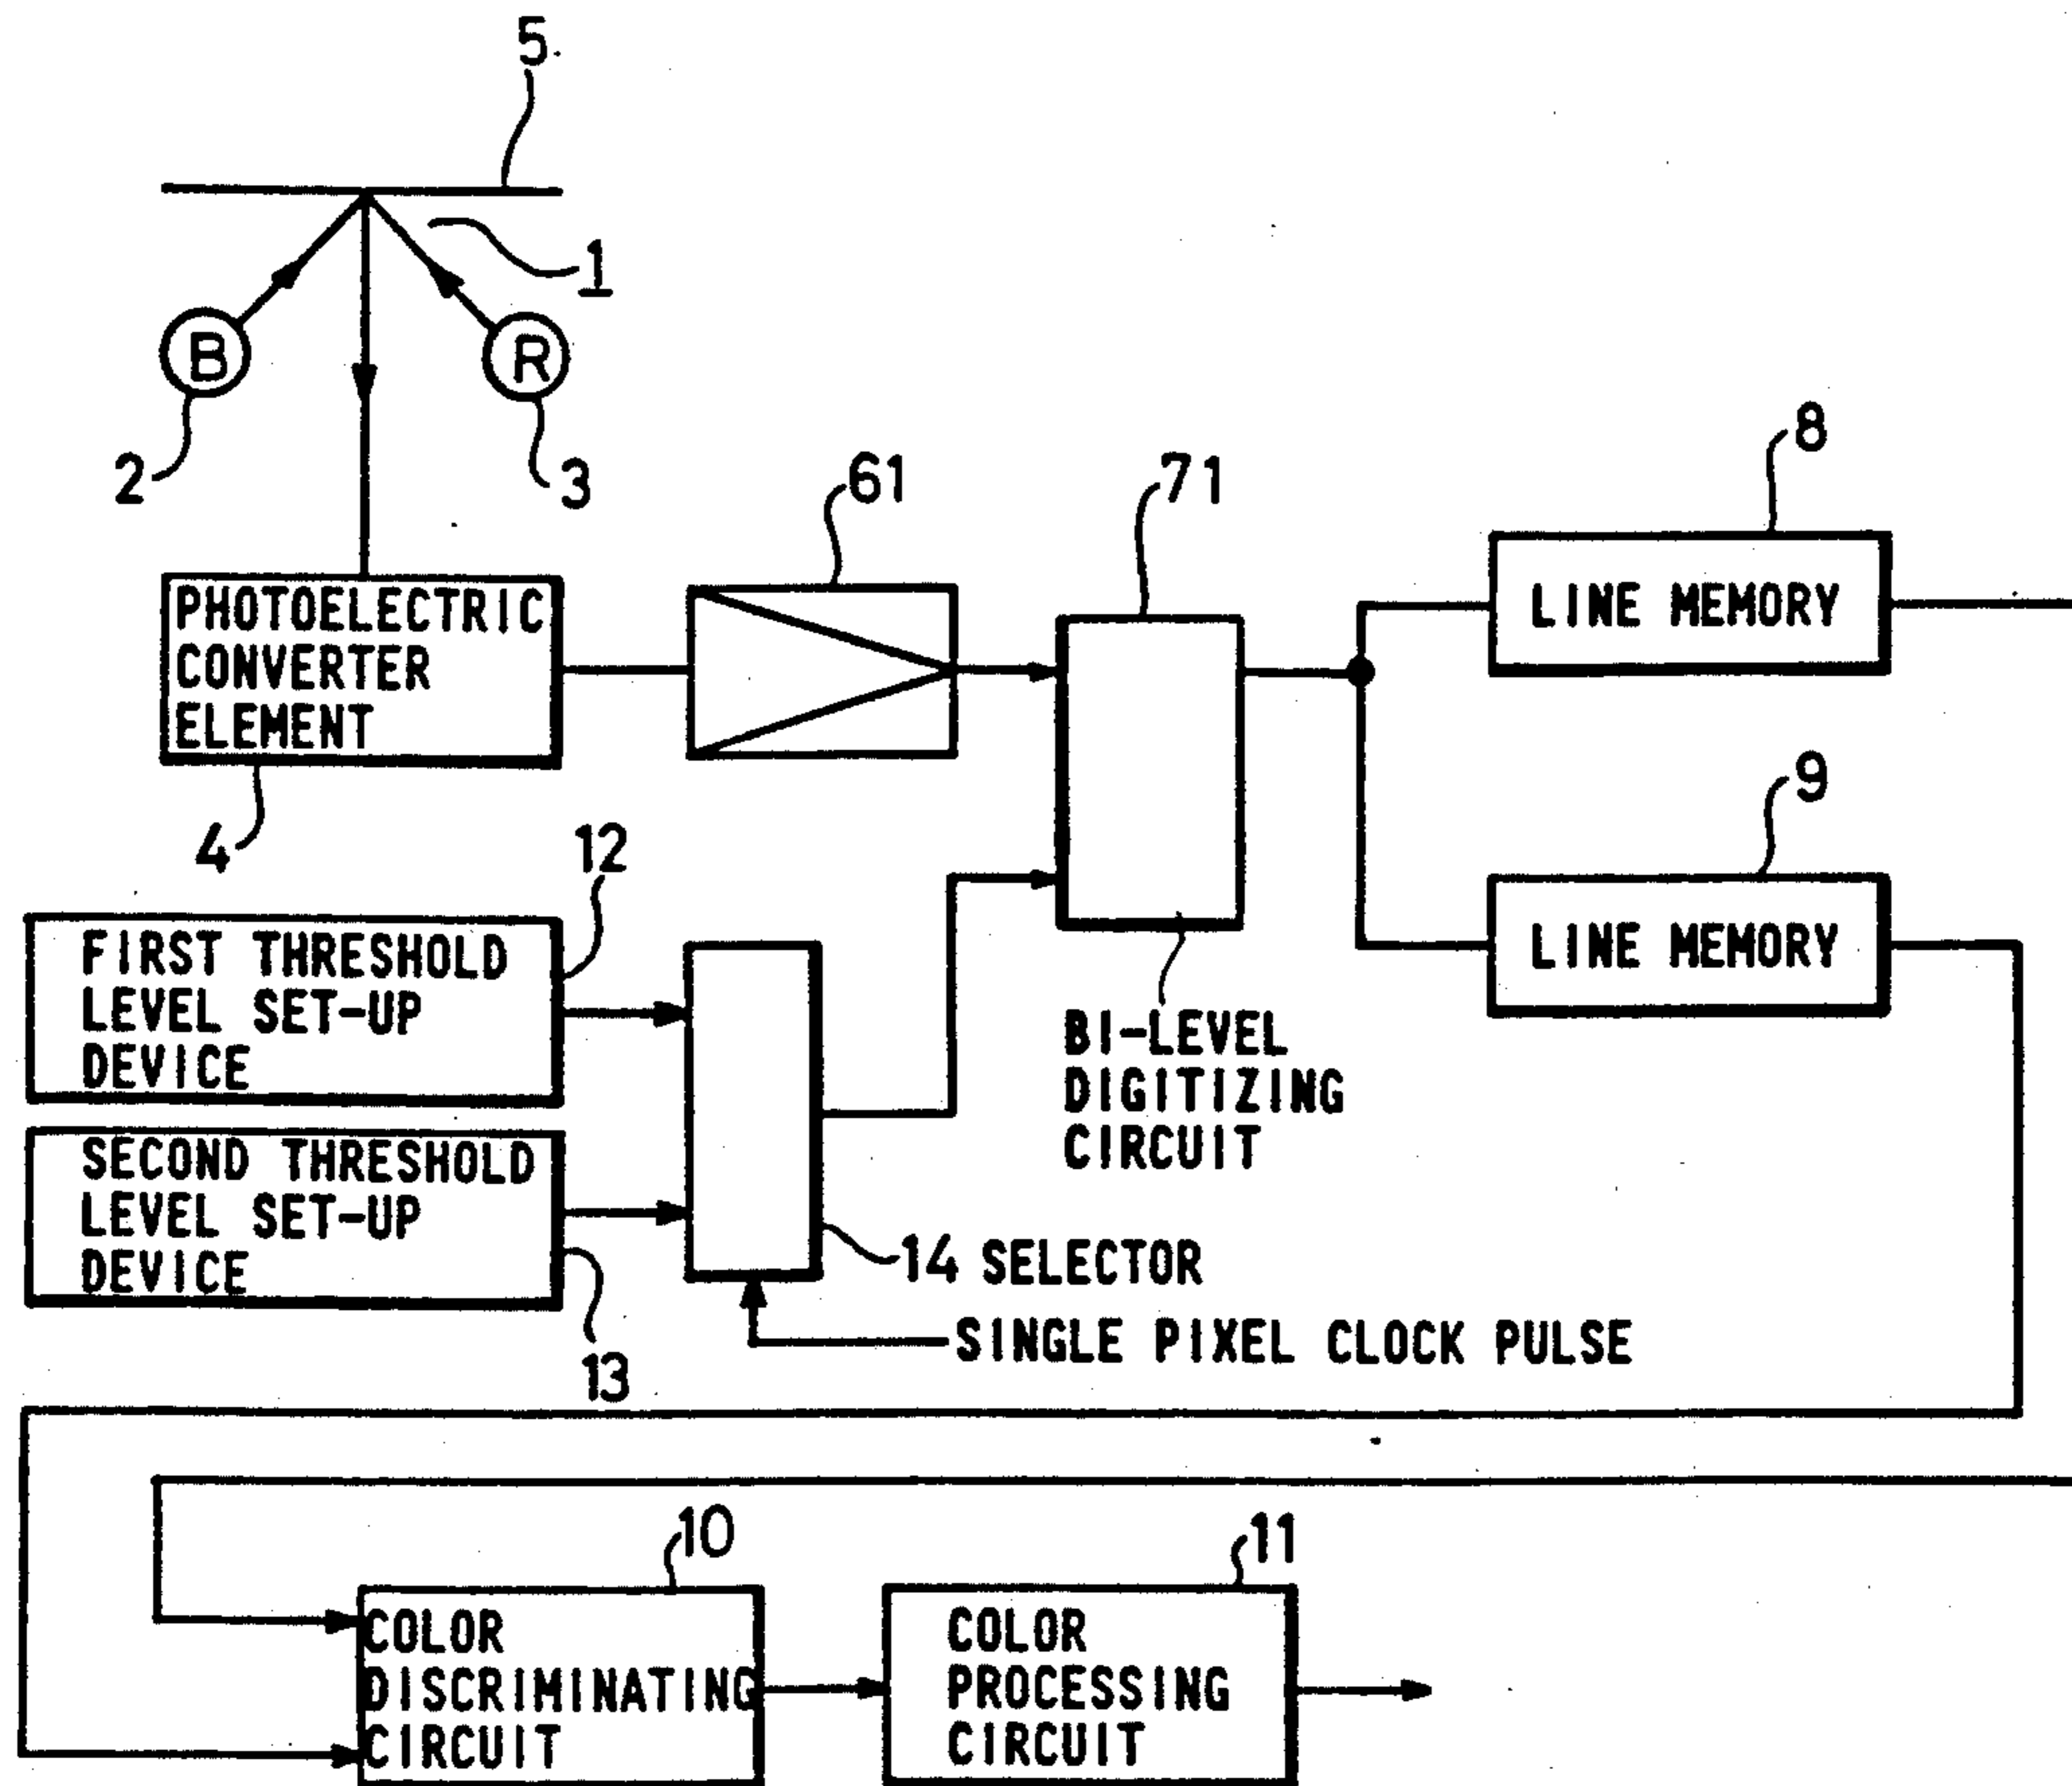 5
1
B
R
2
3
61
71
8
PHOTOELECTRIC
CONVERTER
ELEMENT
LINE MEMORY
4
9
12
FIRST THRESHOLD
LEVEL SET-UP
DEVICE
LINE MEMORY
BI-LEVEL
DIGITIZING
CIRCUIT
SECOND THRESHOLD
LEVEL SET-UP
DEVICE
14 SELECTOR
13
SINGLE PIXEL CLOCK PULSE
10
11
COLOR
DISCRIMINATING
CIRCUIT
COLOR
PROCESSING
CIRCUIT